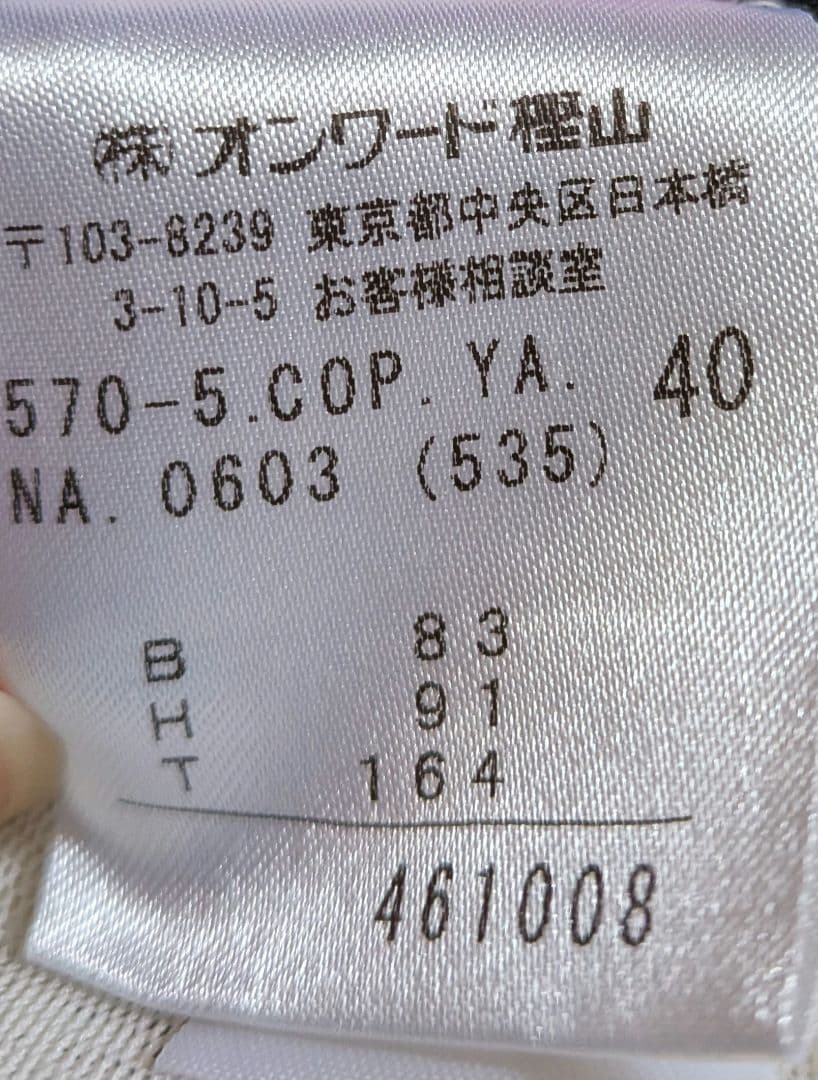 ㈱オンワード樫山
〒103-8239 東京都中央区日本橋
3-10-5 お客様相談室
570-5.COP. YA. 40
NA. 0603 (535)
B 83
H 91
T 164
461008